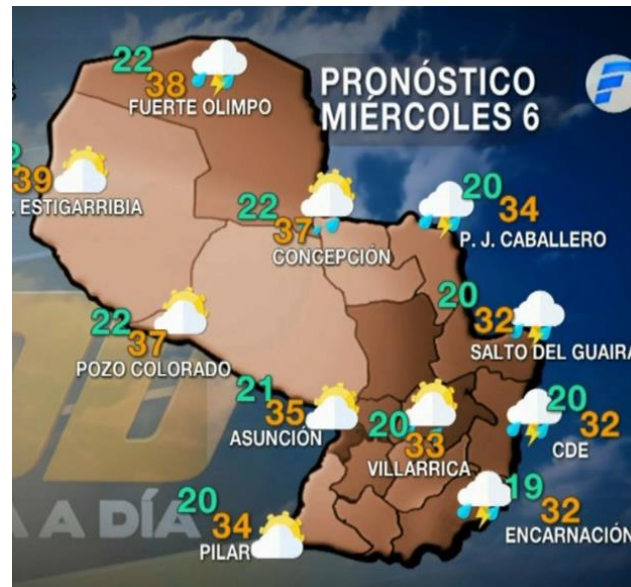 PRONÓSTICO
MIÉRCOLES 6
22
38
FUERTE OLIMPO
39
. ESTIGARRIBIA
22
37
CONCEPCIÓN
20
34
P. J. CABALLERO
20
32
SALTO DEL GUAIRA
22
37
POZO COLORADO
21
35
ASUNCIÓN
20
33
VILLARRICA
20
32
CDE
19
32
ENCARNACIÓN
20
34
PILAR
A DÍA